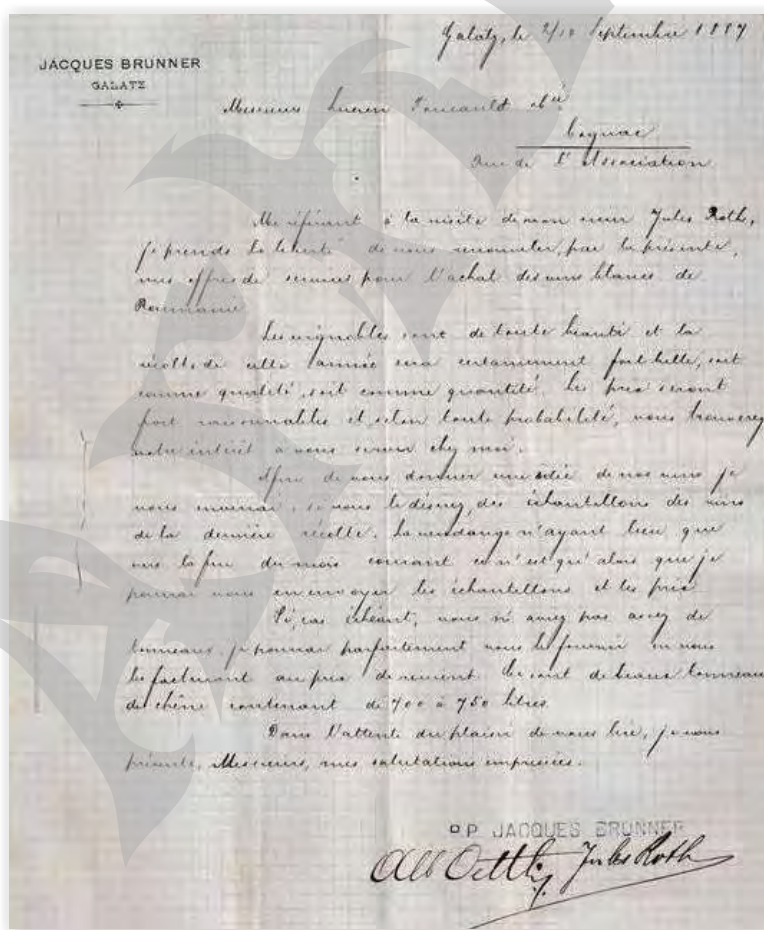 JACQUES BRUNNER
GALATZ
Galatz, le 2/10 Septembre
Messieurs Lucien Foucauld & Cie
Cognac
Rue de l'Association
Me référant à la visite de mon Jules Roth,
je prends la liberté de vous renouveler, par la présente,
mes offres de services pour l'achat des vins blancs de
Roumanie
Les vignobles sont de toute beauté et la
récolte de cette année sera certainement fort belle, soit
comme qualité, soit comme quantité. Les prix seront
fort raisonnables et, selon toute probabilité, vous trouverez
votre intérêt à vous servir chez moi.
Afin de vous donner une idée de nos vins je
vous enverrai, si vous le désirez, des échantillons des vins
de la dernière récolte. La vendange n'ayant lieu que
vers la fin du mois courant ce n'est qu'alors que je
pourrai vous en envoyer les échantillons et les prix
Si, cas échéant, vous n'avez pas assez de
tonneaux, je pourrai parfaitement vous les fournir en vous
les facturant au prix de revient. Ce sont de beaux tonneaux
de chêne contenant de 700 à 750 litres
Dans l'attente du plaisir de vous lire, je vous
présente, Messieurs, mes salutations empressées.
PP JACQUES BRUNNER
Oettly Jules Roth